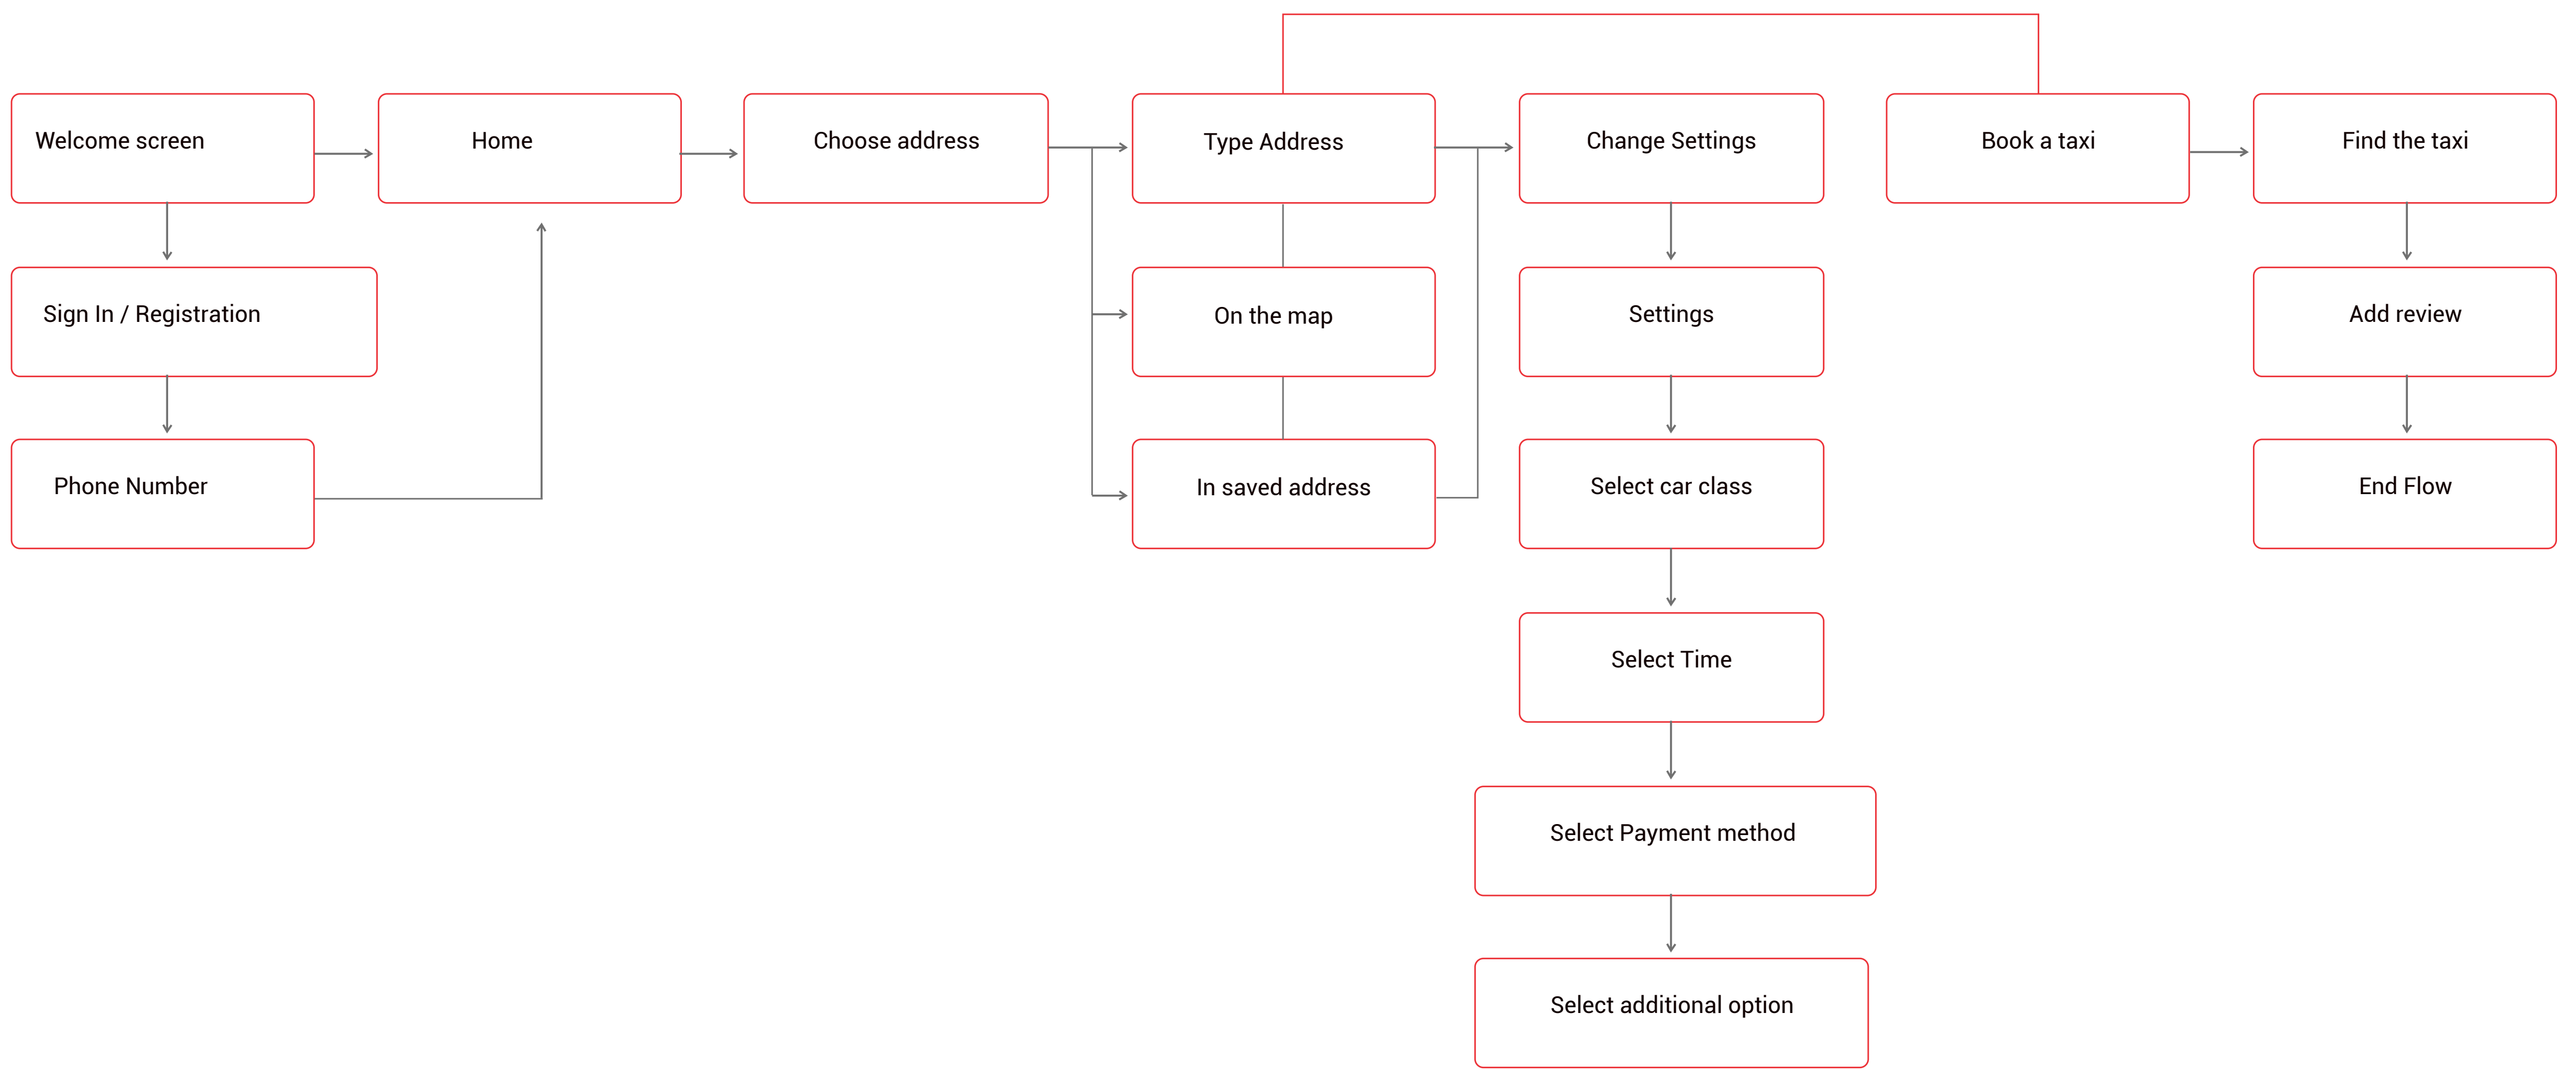 Welcome screen
Home
Choose address
Type Address
Change Settings
Book a taxi
Find the taxi
Sign In / Registration
On the map
Settings
Add review
Phone Number
In saved address
Select car class
End Flow
Select Time
Select Payment method
Select additional option